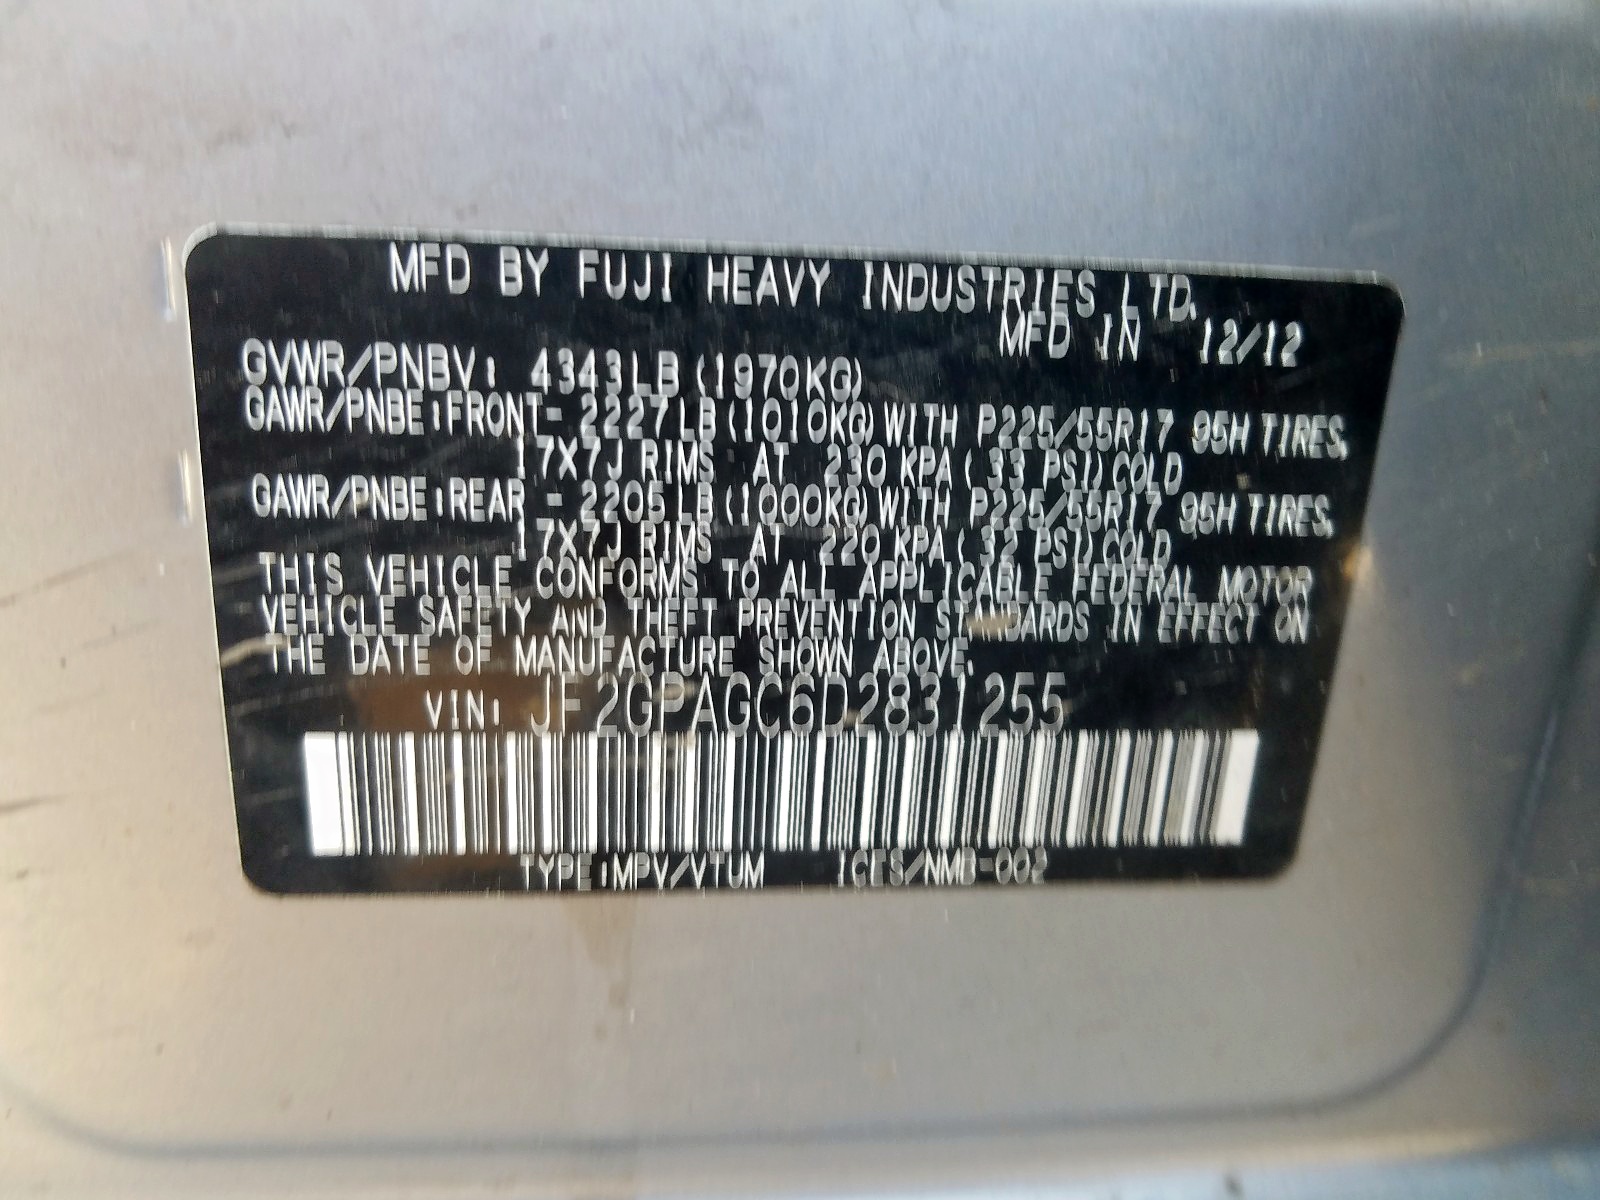 MFD BY FUJI HEAVY INDUSTRIES LTD.
MFD IN 12/12
GVWR/PNBV: 4343LB (1970KG)
GAWR/PNBE:FRONT- 2227LB (1010KG) WITH P225/55R17 95H TIRES,
17X7J RIMS AT 230 KPA ( 33 PSI) COLD
GAWR/PNBE:REAR - 2205LB (1000KG) WITH P225/55R17 95H TIRES,
17X7J RIMS AT 220 KPA ( 32 PSI) COLD
THIS VEHICLE CONFORMS TO ALL APPLICABLE FEDERAL MOTOR
VEHICLE SAFETY AND THEFT PREVENTION STANDARDS IN EFFECT ON
THE DATE OF MANUFACTURE SHOWN ABOVE.
VIN: JF2GPAGC6D2831255
TYPE:MPV/VTUM ICES/NMB-002